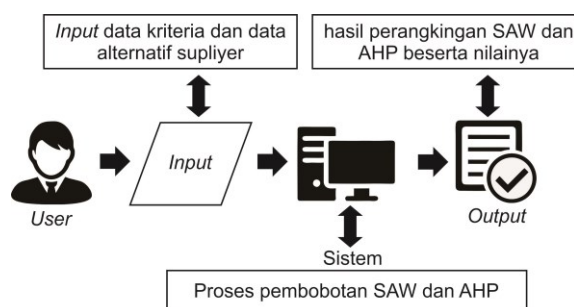 Input data kriteria dan data
alternatif supliyer
hasil perangkingan SAW dan
AHP beserta nilainya
User
Input
Sistem
Output
Proses pembobotan SAW dan AHP